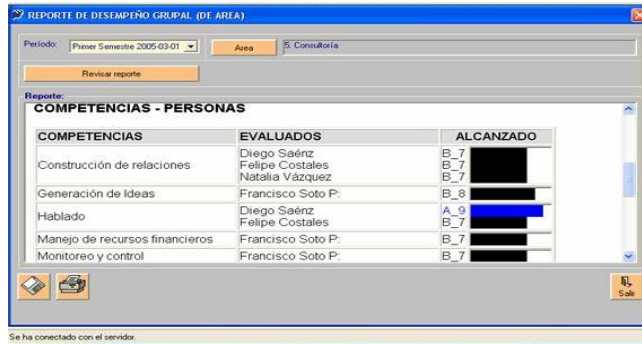 REPORTE DE DESEMPEÑO GRUPAL (DE AREA)
Período: Primer Semestre 2005-03-01 Area 5. Consultoría
Revisar reporte
Reporte:
COMPETENCIAS - PERSONAS
COMPETENCIAS EVALUADOS ALCANZADO
Construcción de relaciones
Diego Saénz B_7
Felipe Costales B_7
Natalia Vázquez B_7
Generación de Ideas Francisco Soto P: B_8
Hablado
Diego Saénz A_9
Felipe Costales B_7
Manejo de recursos financieros Francisco Soto P: B_7
Monitoreo y control Francisco Soto P: B_7
Salir
Se ha conectado con el servidor.